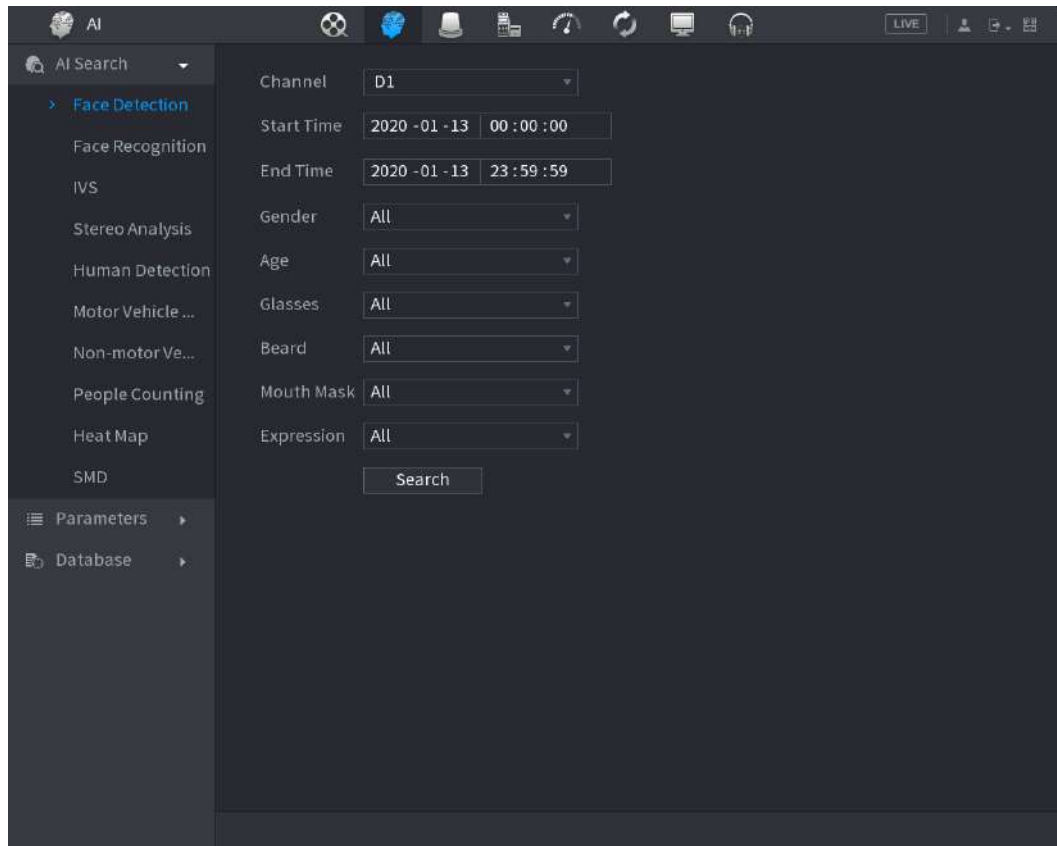 AI
LIVE
AI Search
Face Detection
Face Recognition
IVS
Stereo Analysis
Human Detection
Motor Vehicle ...
Non-motor Ve...
People Counting
Heat Map
SMD
Parameters
Database
Channel D1
Start Time 2020 -01 -13 00 :00 :00
End Time 2020 -01 -13 23 :59 :59
Gender All
Age All
Glasses All
Beard All
Mouth Mask All
Expression All
Search